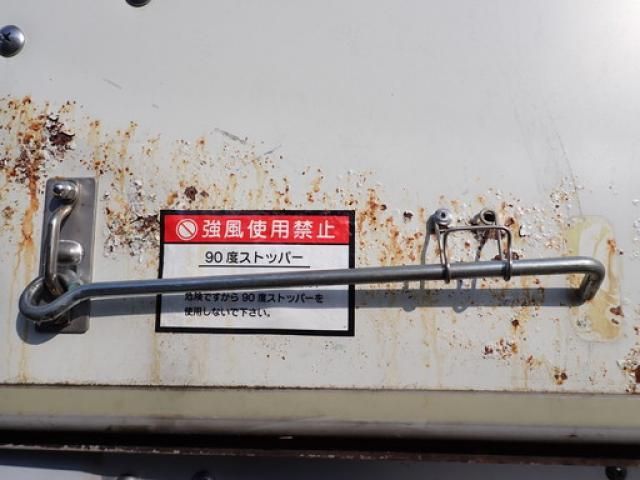 強風使用禁止
90度ストッパー
危険ですから90度ストッパーを
使用しないで下さい。